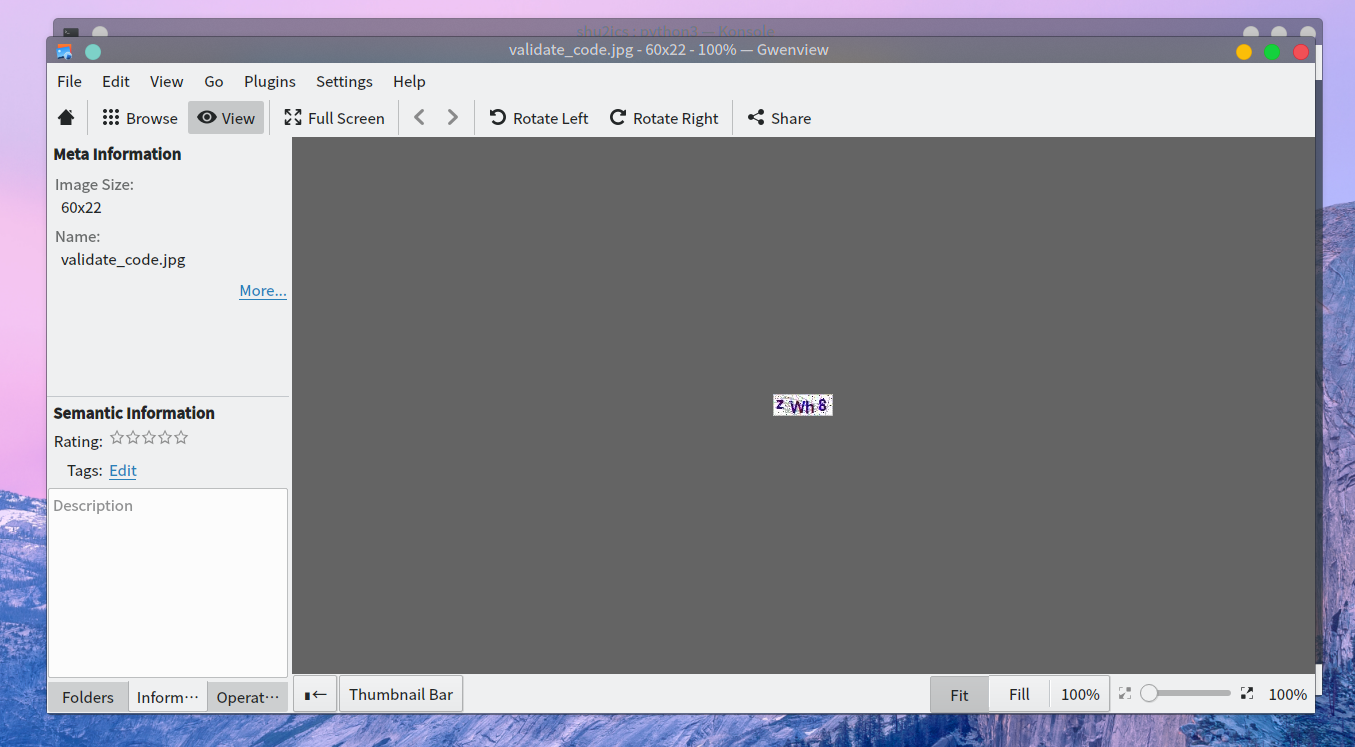 shu2ics : python3 — Konsole
validate_code.jpg - 60x22 - 100% — Gwenview
File Edit View Go Plugins Settings Help
Browse View Full Screen Rotate Left Rotate Right Share
Meta Information
Image Size:
60x22
Name:
validate_code.jpg
More...
z Wh 8
Semantic Information
Rating:
Tags: Edit
Description
Folders Inform··· Operat··· Thumbnail Bar Fit Fill 100% 100%